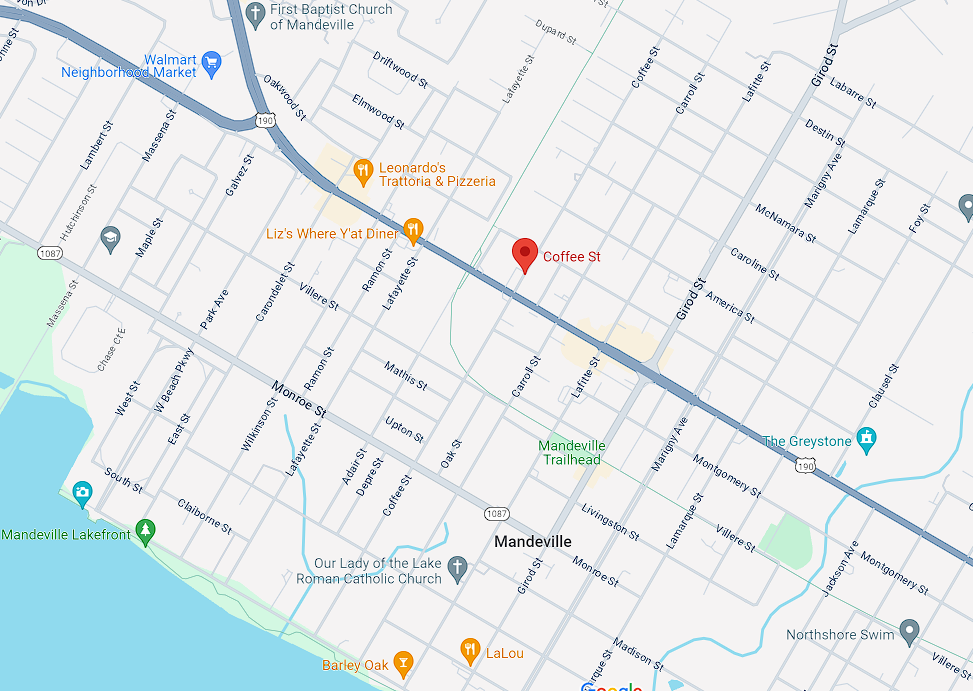 First Baptist Church
of Mandeville
Dupard St
Walmart
Neighborhood Market
Driftwood St
Lafayette St
Coffee St
Carroll St
Lafitte St
Girod St
Labarre St
Oakwood St
Elmwood St
190
Destin St
Lambert St
Massena St
Galvez St
Leonardo's
Trattoria & Pizzeria
Marigny Ave
Lamarque St
Foy St
Hutchinson St
Maple St
Liz's Where Y'at Diner
McNamara St
1087
Coffee St
Caroline St
Ramon St
Lafayette St
Carondelet St
Villere St
Park Ave
Massena St
Girod St
America St
Chase Ct E
Ramon St
Mathis St
Carroll St
Lafitte St
W Beach Pkwy
West St
Monroe St
Clausel St
East St
Wilkinson St
Lafayette St
Upton St
Oak St
Mandeville
Trailhead
Marigny Ave
The Greystone
Adair St
Depre St
Coffee St
Montgomery St
190
South St
Claiborne St
1087
Livingston St
Lamarque St
Villere St
Mandeville Lakefront
Mandeville
Our Lady of the Lake
Roman Catholic Church
Girod St
Monroe St
Jackson Ave
Montgomery St
Northshore Swim
Madison St
Villere St
LaLou
Barley Oak
rque St
Google